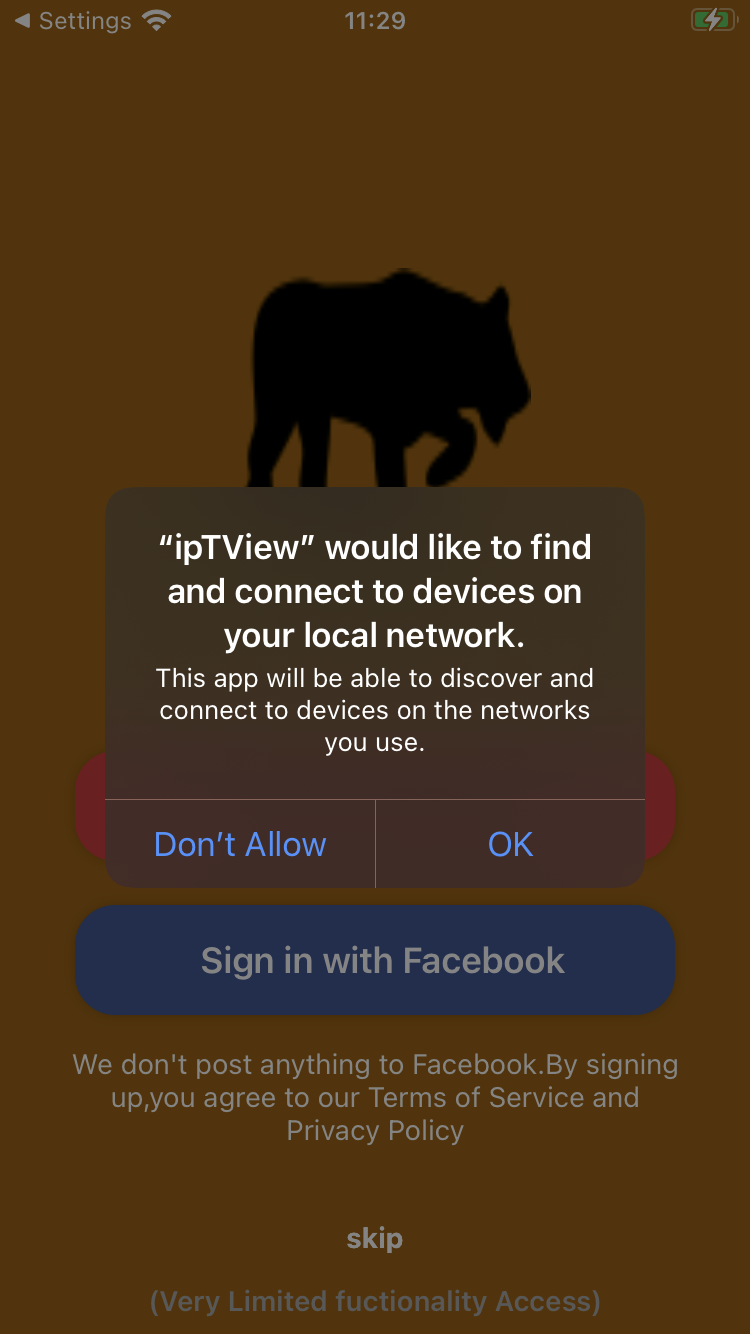 Settings
11:29
“ipTView” would like to find
and connect to devices on
your local network.
This app will be able to discover and
connect to devices on the networks
you use.
Don’t Allow
OK
Sign in with Facebook
We don't post anything to Facebook.By signing
up,you agree to our Terms of Service and
Privacy Policy
skip
(Very Limited fuctionality Access)